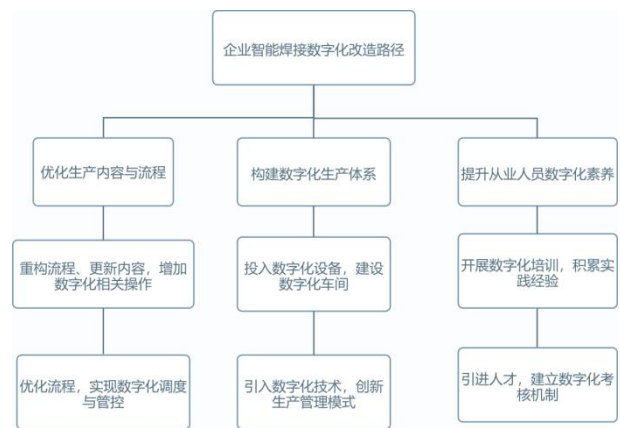 企业智能焊接数字化改造路径
优化生产内容与流程
构建数字化生产体系
提升从业人员数字化素养
重构流程、更新内容，增加
数字化相关操作
投入数字化设备，建设
数字化车间
开展数字化培训，积累实
践经验
优化流程，实现数字化调度
与管控
引入数字化技术，创新
生产管理模式
引进人才，建立数字化考
核机制